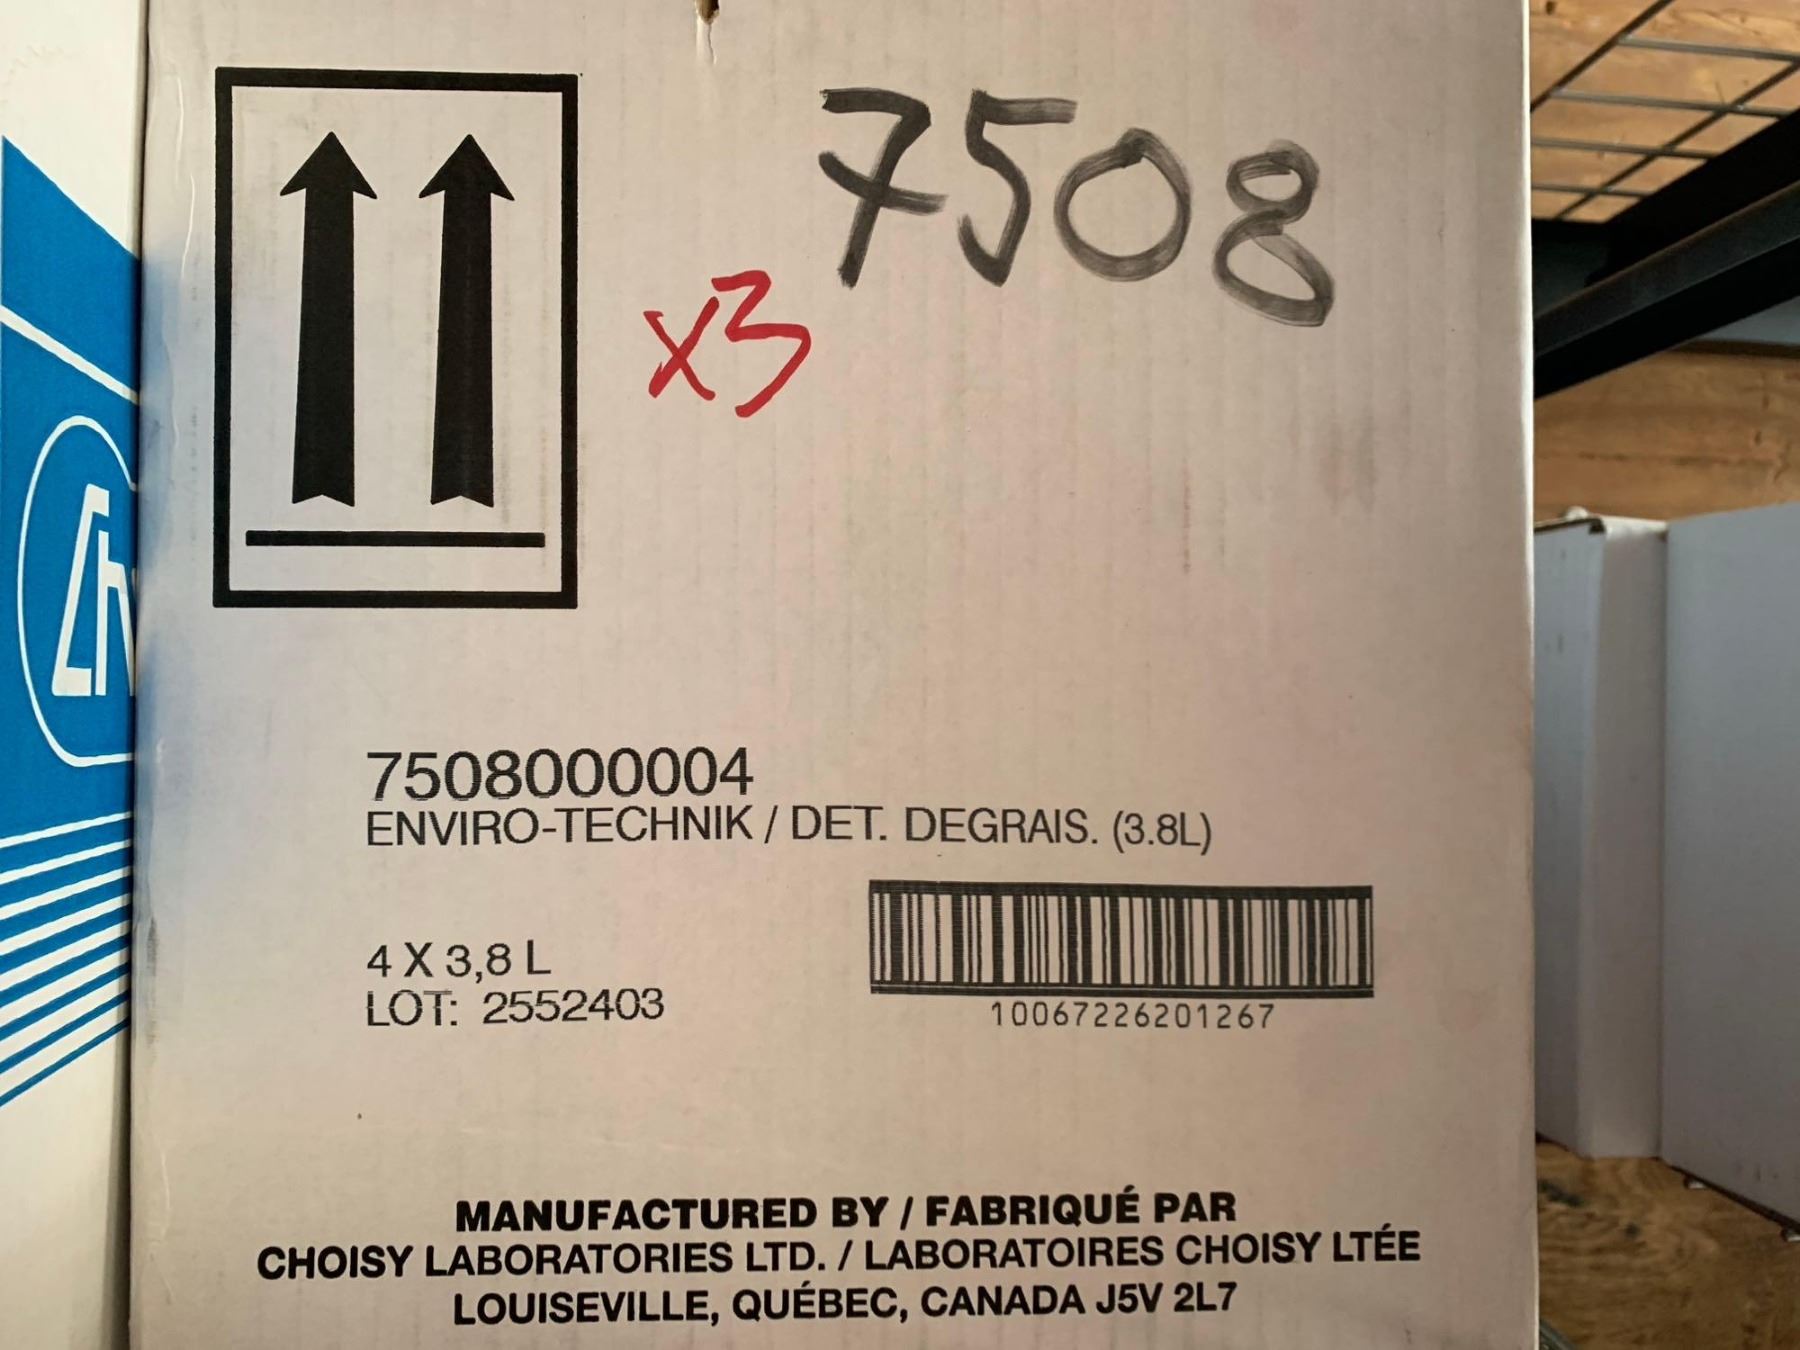 7508
x3
7508000004
ENVIRO-TECHNIK / DET. DEGRAIS. (3.8L)
4 X 3,8 L
LOT: 2552403
10067226201267
MANUFACTURED BY / FABRIQUÉ PAR
CHOISY LABORATORIES LTD. / LABORATOIRES CHOISY LTÉE
LOUISEVILLE, QUÉBEC, CANADA J5V 2L7